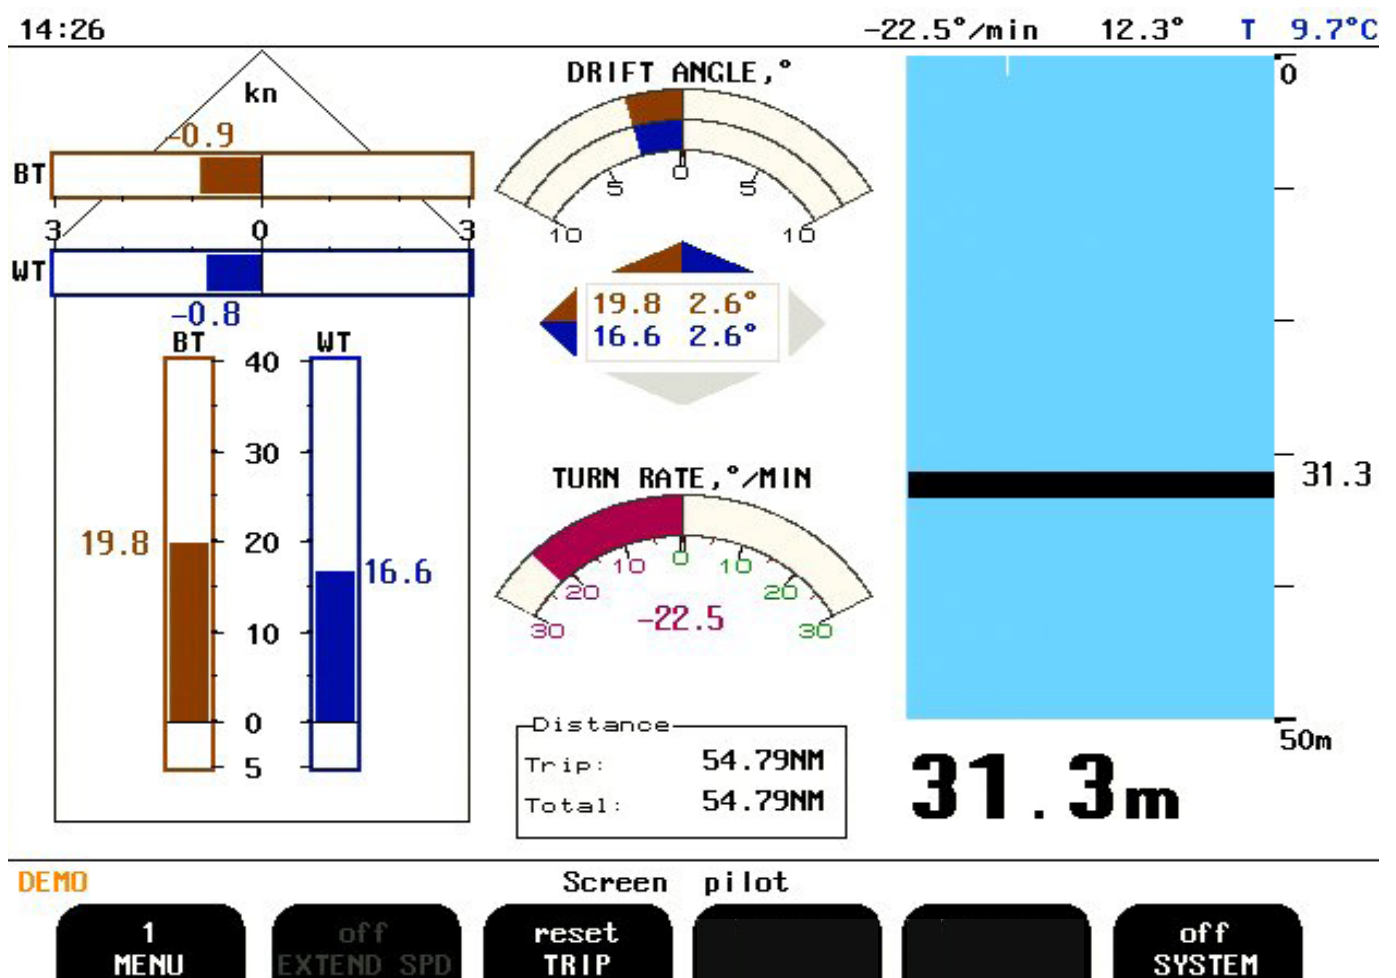 14:26 -22.5°/min 12.3° T 9.7°C
kn
-0.9
BT
3 0 3
WT
-0.8
BT WT
40
30
20
10
0
5
19.8
16.6
DRIFT ANGLE,°
10 5 0 5 10
19.8 2.6°
16.6 2.6°
TURN RATE,°/MIN
30 20 10 0 10 20 30
-22.5
Distance
Trip: 54.79NM
Total: 54.79NM
0
31.3
50m
31.3m
DEMO Screen pilot
1 MENU
off EXTEND SPD
reset TRIP
off SYSTEM